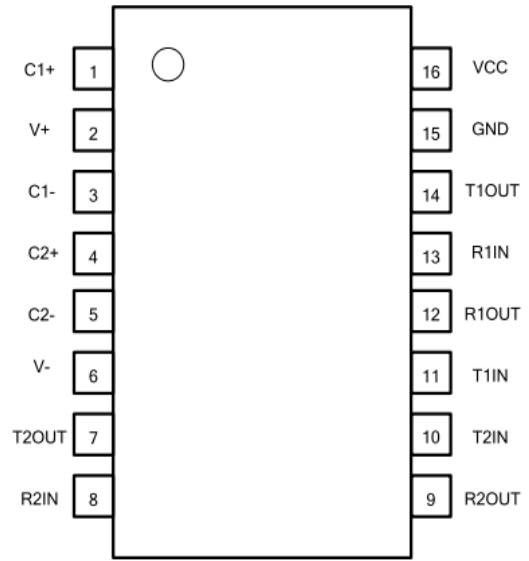 C1+ 1 16 VCC
V+ 2 15 GND
C1- 3 14 T1OUT
C2+ 4 13 R1IN
C2- 5 12 R1OUT
V- 6 11 T1IN
T2OUT 7 10 T2IN
R2IN 8 9 R2OUT